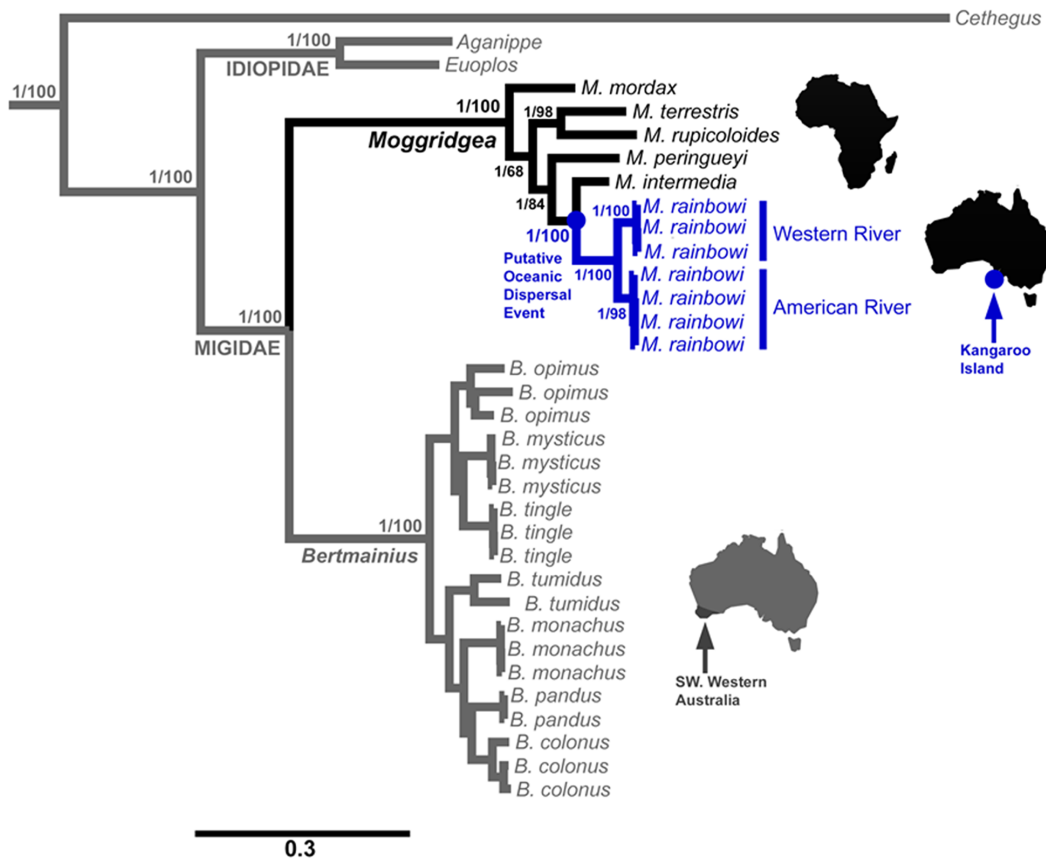 Cethegus
1/100
Aganippe
IDIOPIDAE
Euoplos
1/100
M. mordax
1/100
1/98
M. terrestris
Moggridgea
M. rupicoloides
M. peringueyi
1/68
1/100
M. intermedia
1/84
M. rainbowi
1/100
M. rainbowi
Western River
1/100
M. rainbowi
Putative
Oceanic
Dispersal
Event
1/100
M. rainbowi
M. rainbowi
American River
1/98
M. rainbowi
M. rainbowi
1/100
MIGIDAE
Kangaroo
Island
B. opimus
B. opimus
B. opimus
B. mysticus
B. mysticus
B. mysticus
B. tingle
1/100
B. tingle
Bertmainius
B. tingle
B. tumidus
B. tumidus
B. monachus
B. monachus
B. monachus
SW. Western
Australia
B. pandus
B. pandus
B. colonus
B. colonus
B. colonus
1/100
0.3